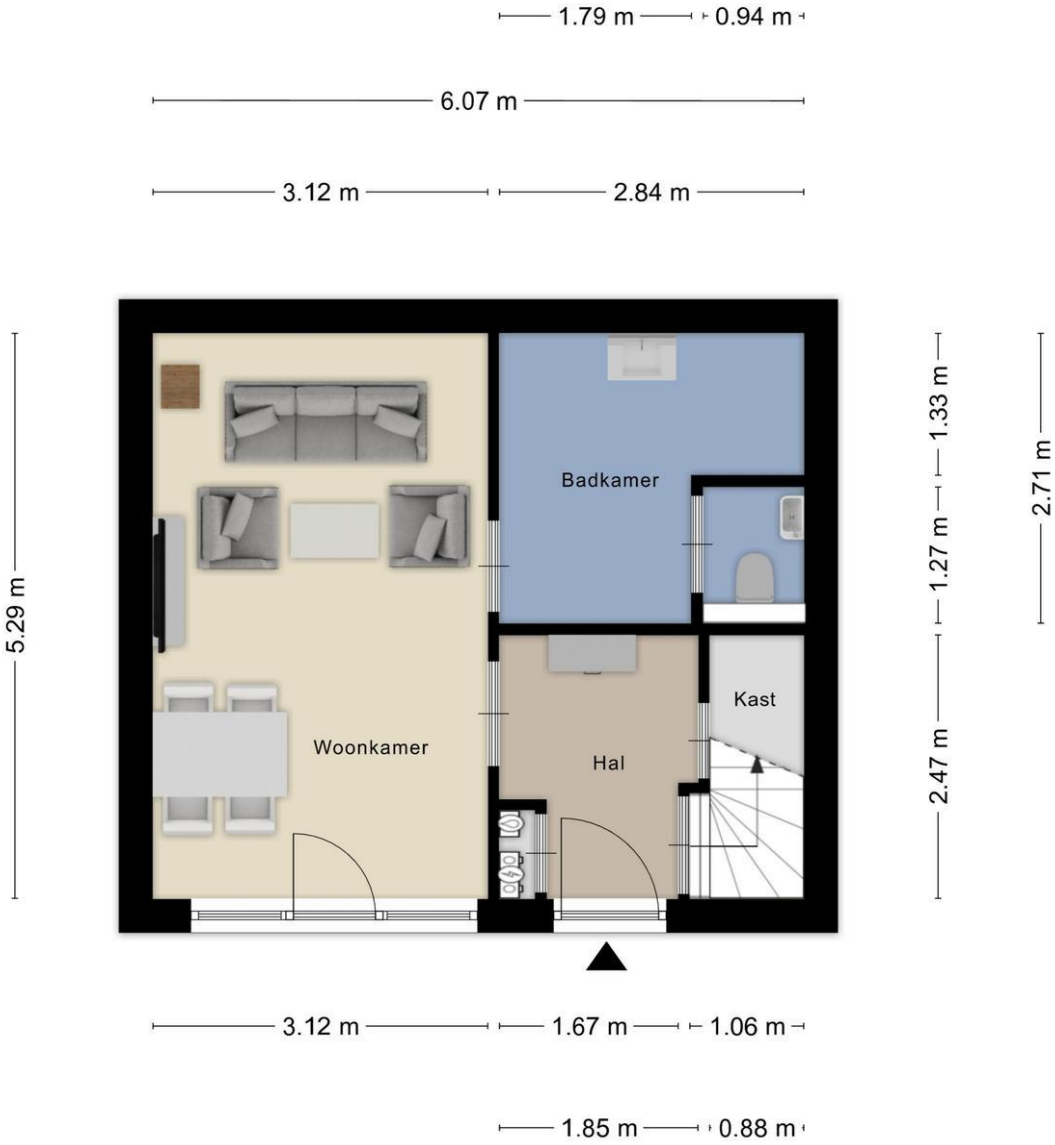 1.79 m 0.94 m
6.07 m
3.12 m 2.84 m
1.33 m
2.71 m
Badkamer
1.27 m
5.29 m
Kast
Woonkamer
Hal
2.47 m
3.12 m 1.67 m 1.06 m
1.85 m 0.88 m